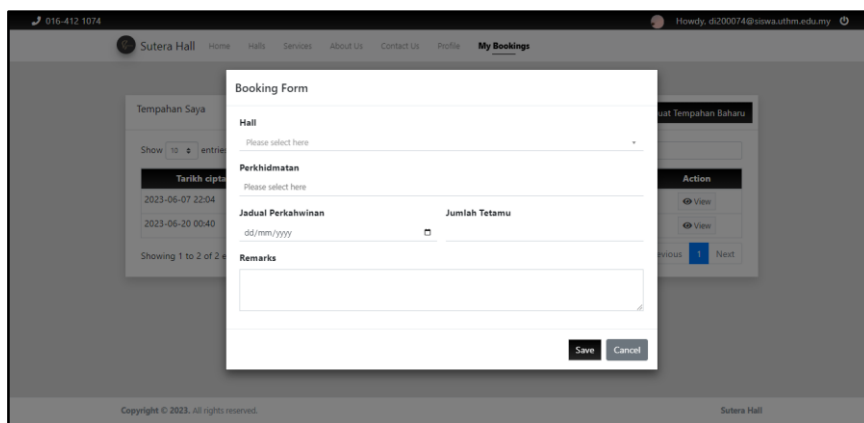 016-412 1074 Howdy, di200074@siswa.uthm.edu.my
Sutera Hall Home Halls Services About Us Contact Us Profile My Bookings
Booking Form
Tempahan Saya uat Tempahan Baharu
Hall
Please select here
Show 10 entries
Perkhidmatan
Please select here
Tarikh cipta Action
2023-06-07 22:04 View
Jadual Perkahwinan Jumlah Tetamu
dd/mm/yyyy
2023-06-20 00:40 View
Showing 1 to 2 of 2 e evious 1 Next
Remarks
Save Cancel
Copyright © 2023. All rights reserved. Sutera Hall